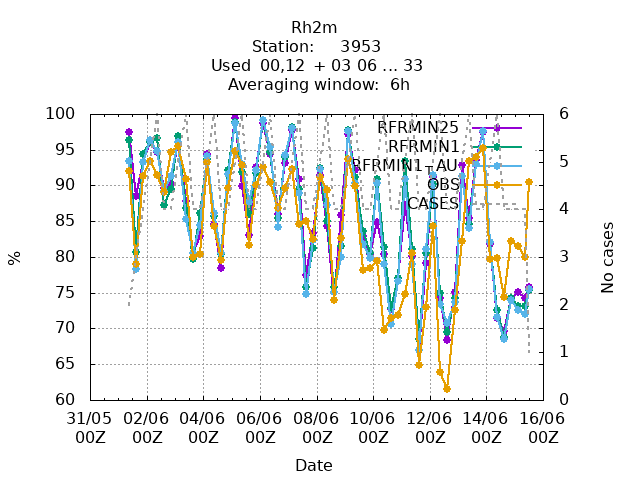 Rh2m
Station: 3953
Used 00,12 + 03 06 ... 33
Averaging window: 6h
100 6
RFRMIN25
95 RFRMIN1 5
RFRMIN1-AU
90 OBS
CASES 4
85
% 80 3 No cases
75 2
70
65 1
60 0
31/05 02/06 04/06 06/06 08/06 10/06 12/06 14/06 16/06
00Z 00Z 00Z 00Z 00Z 00Z 00Z 00Z 00Z
Date